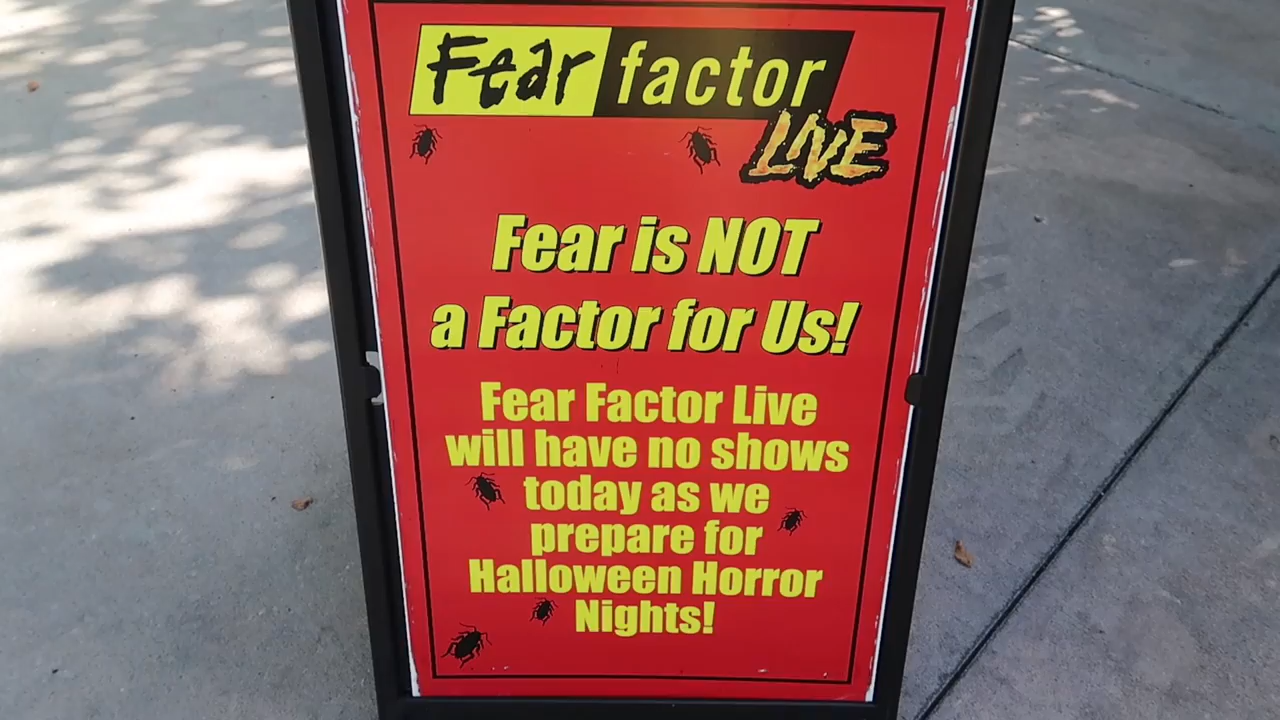 Fear factor
LIVE
Fear is NOT
a Factor for Us!
Fear Factor Live
will have no shows
today as we
prepare for
Halloween Horror
Nights!